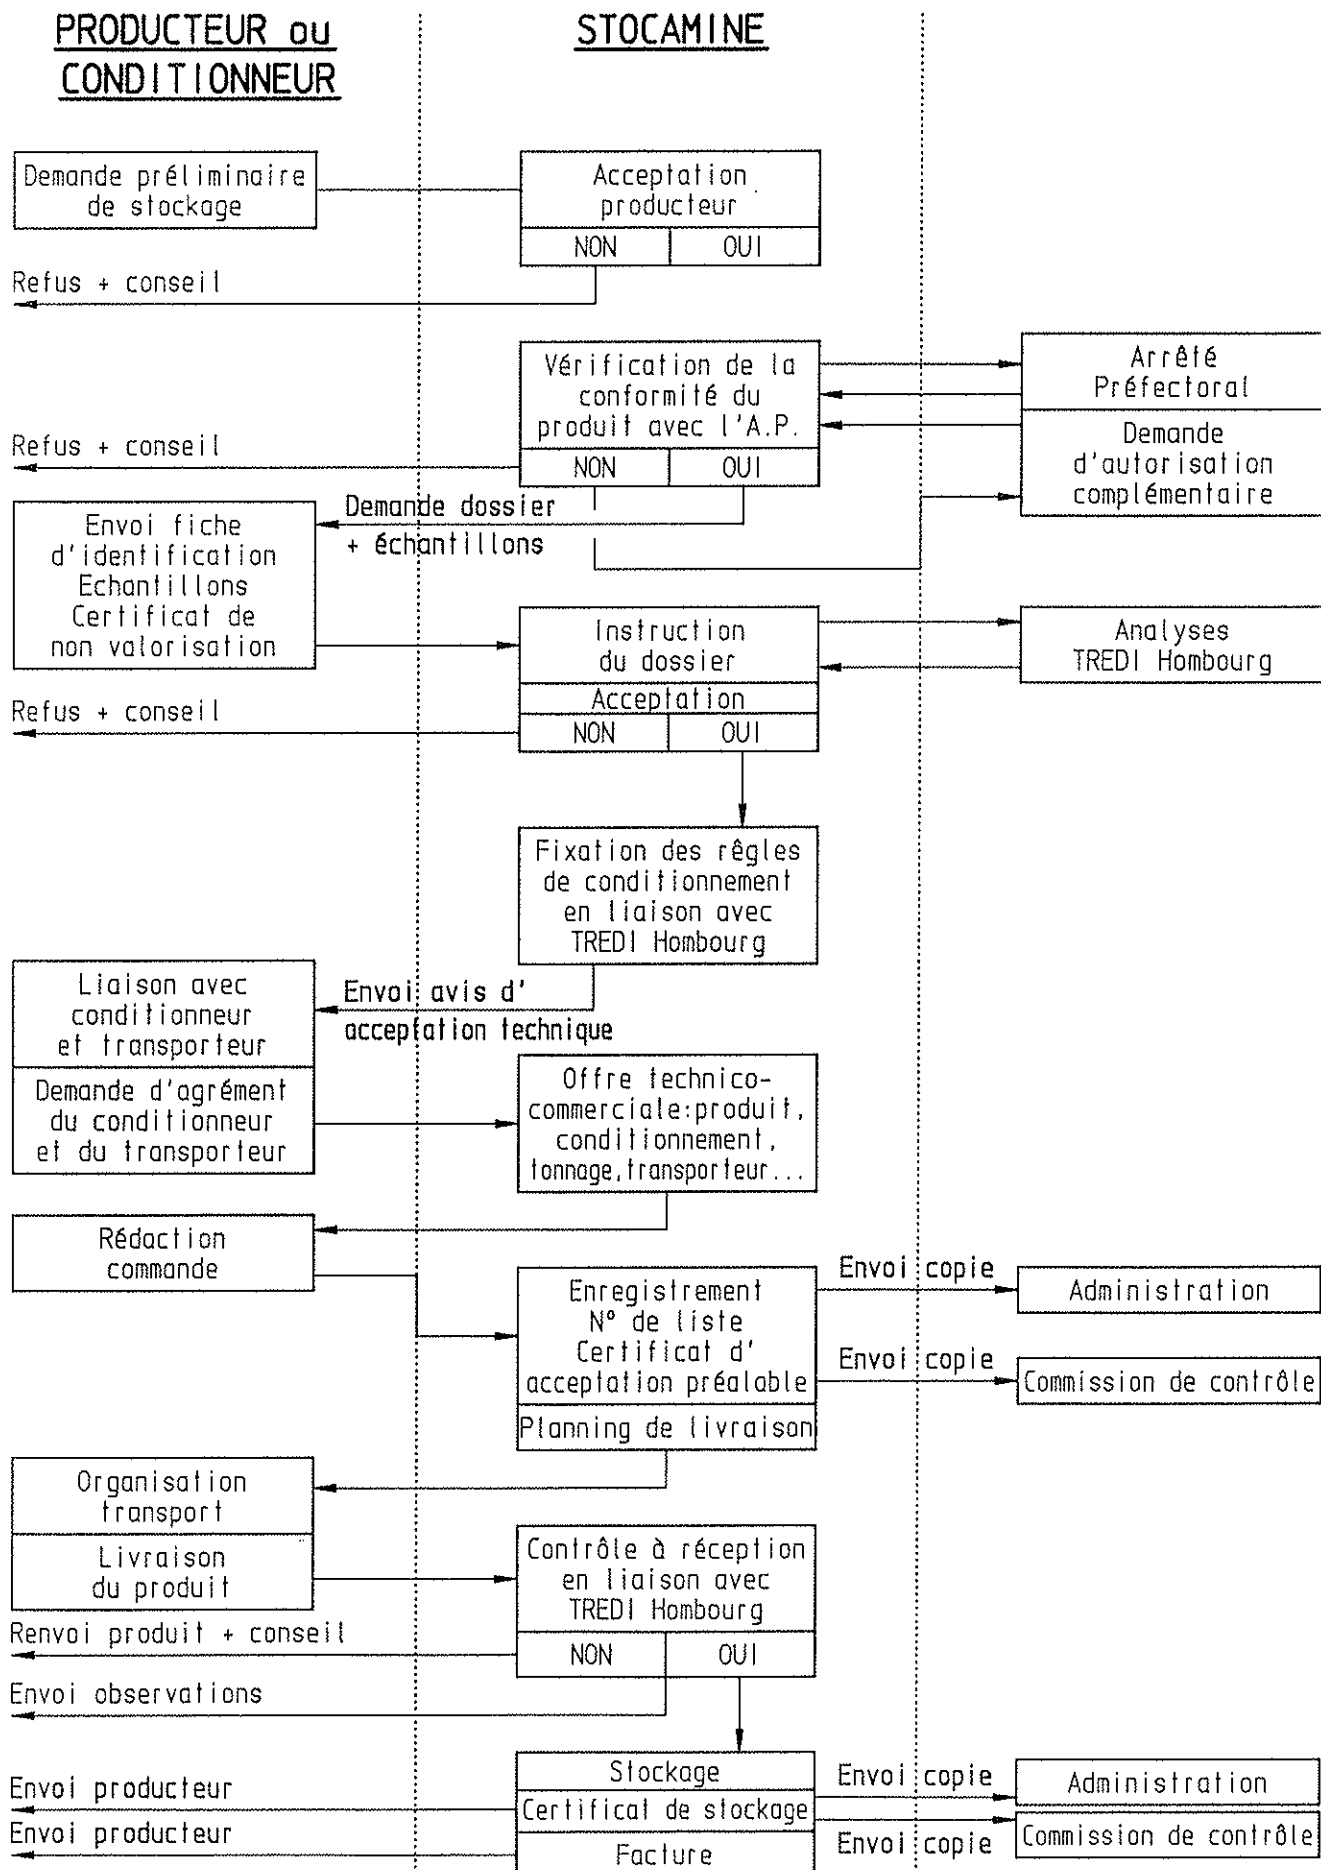 PRODUCTEUR ou
CONDITIONNEUR
STOCAMINE
Demande préliminaire
de stockage
Acceptation
producteur
NON
OUI
Refus + conseil
Vérification de la
conformité du
produit avec l'A.P.
NON
OUI
Arrêté
Préfectoral
Demande
d'autorisation
complémentaire
Refus + conseil
Demande dossier
+ échantillons
Envoi fiche
d'identification
Echantillons
Certificat de
non valorisation
Instruction
du dossier
Acceptation
NON
OUI
Analyses
TREDI Hombourg
Refus + conseil
Fixation des rêgles
de conditionnement
en liaison avec
TREDI Hombourg
Envoi avis d'
acceptation technique
Liaison avec
conditionneur
et transporteur
Demande d'agrément
du conditionneur
et du transporteur
Offre technico-
commerciale:produit,
conditionnement,
tonnage,transporteur...
Rédaction
commande
Enregistrement
N° de liste
Certificat d'
acceptation préalable
Planning de livraison
Envoi copie
Administration
Envoi copie
Commission de contrôle
Organisation
transport
Livraison
du produit
Contrôle à réception
en liaison avec
TREDI Hombourg
NON
OUI
Renvoi produit + conseil
Envoi observations
Stockage
Certificat de stockage
Facture
Envoi producteur
Envoi producteur
Envoi copie
Administration
Envoi copie
Commission de contrôle